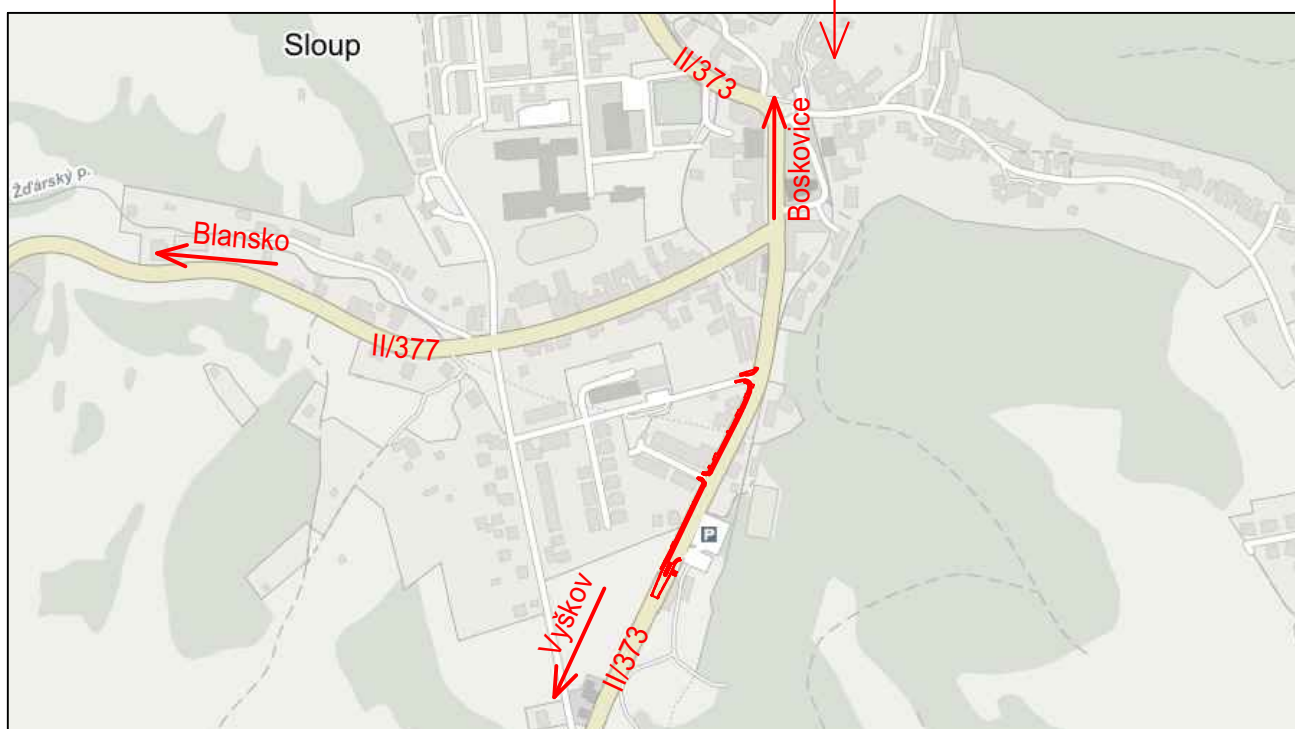 Sloup
II/373
Boskovice
Žďárský p.
Blansko
II/377
P
Vyškov
II/373